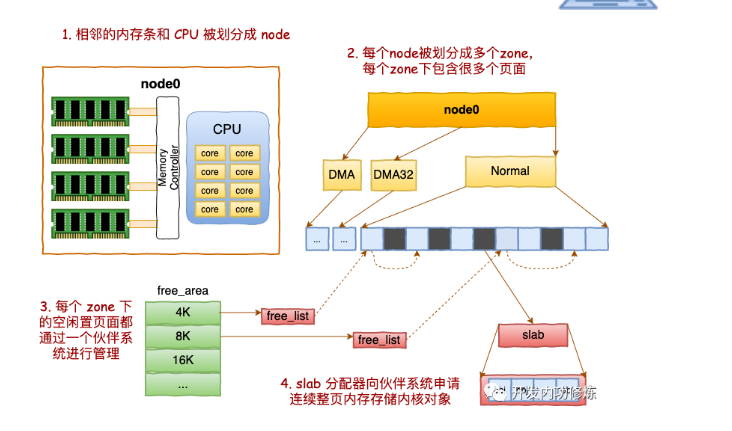 1. 相邻的内存条和 CPU 被划分成 node
2. 每个node被划分成多个zone,
每个zone下包含很多个页面
node0
Memory
Controller
CPU
core core
core core
core core
core core
node0
DMA
DMA32
Normal
...
...
3. 每个 zone 下
的空闲置页面都
通过一个伙伴系
统进行管理
free_area
4K
8K
16K
...
free_list
free_list
slab
4. slab 分配器向伙伴系统申请
连续整页内存存储内核对象
开发内功修炼